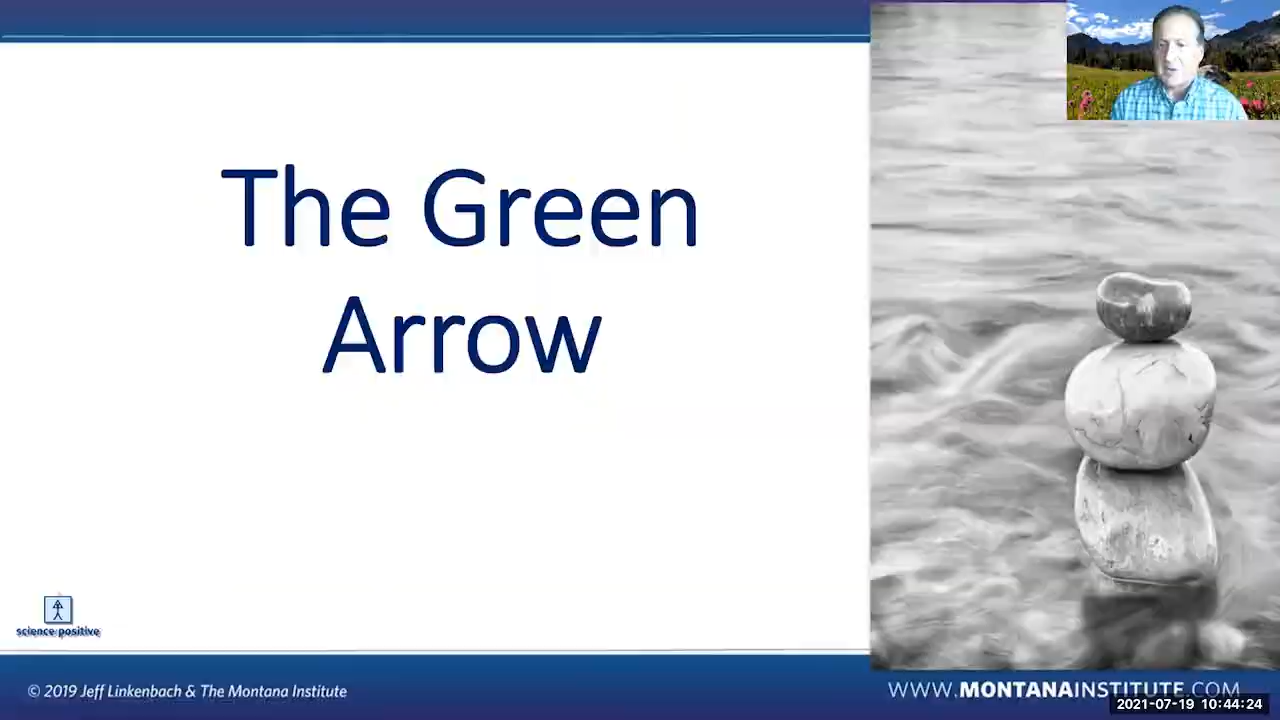 The Green
Arrow
science positive
© 2019 Jeff Linkenbach & The Montana Institute
WWW.MONTANAINSTITUTE.COM
2021-07-19 10:44:24